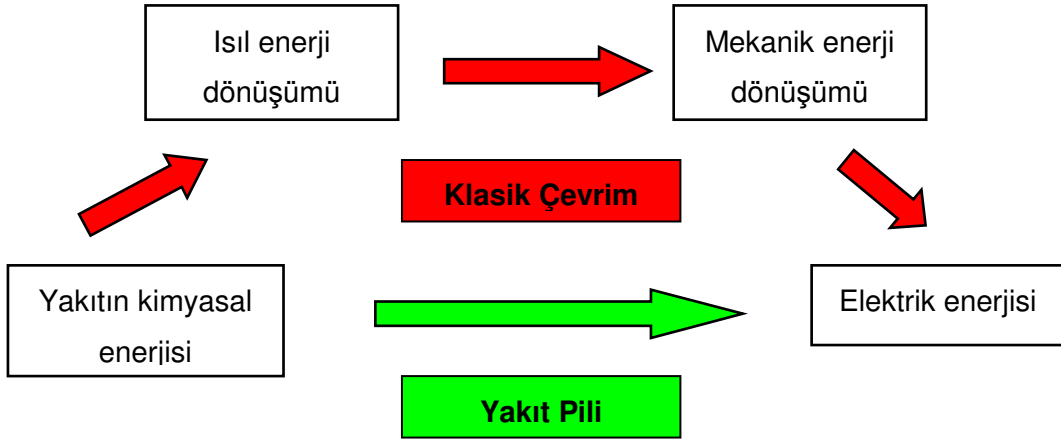 Isıl enerji
dönüşümü
Mekanik enerji
dönüşümü
Klasik Çevrim
Yakıtın kimyasal
enerjisi
Elektrik enerjisi
Yakıt Pili